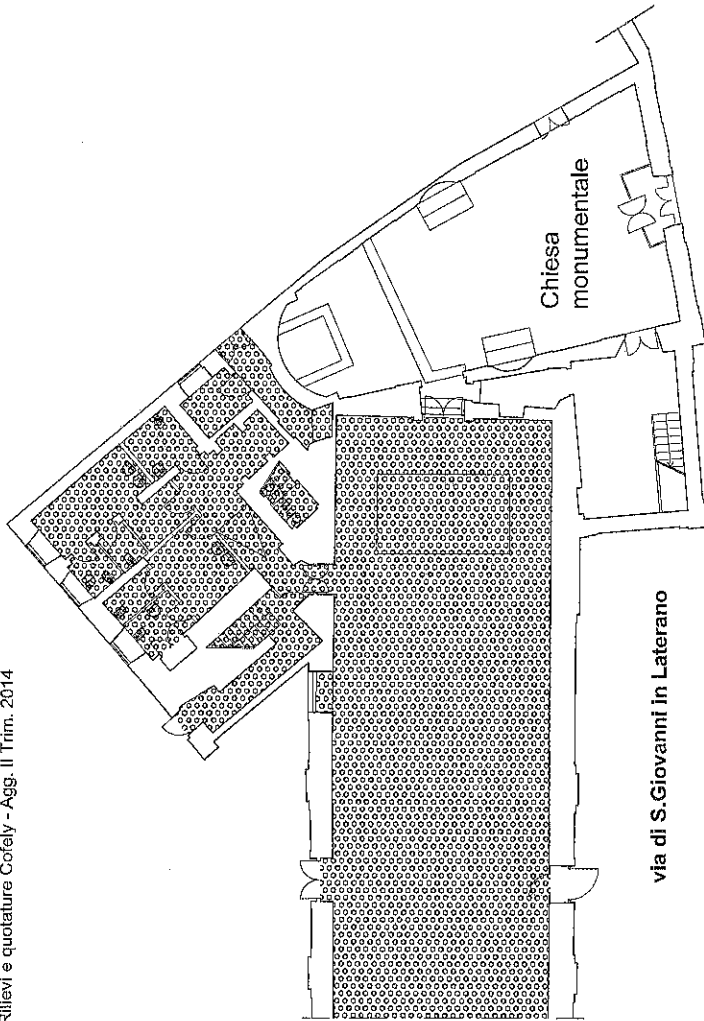 Rilievi e quotature Cofely - Agg. II Trim. 2014
Chiesa
monumentale
via di S.Giovanni in Laterano